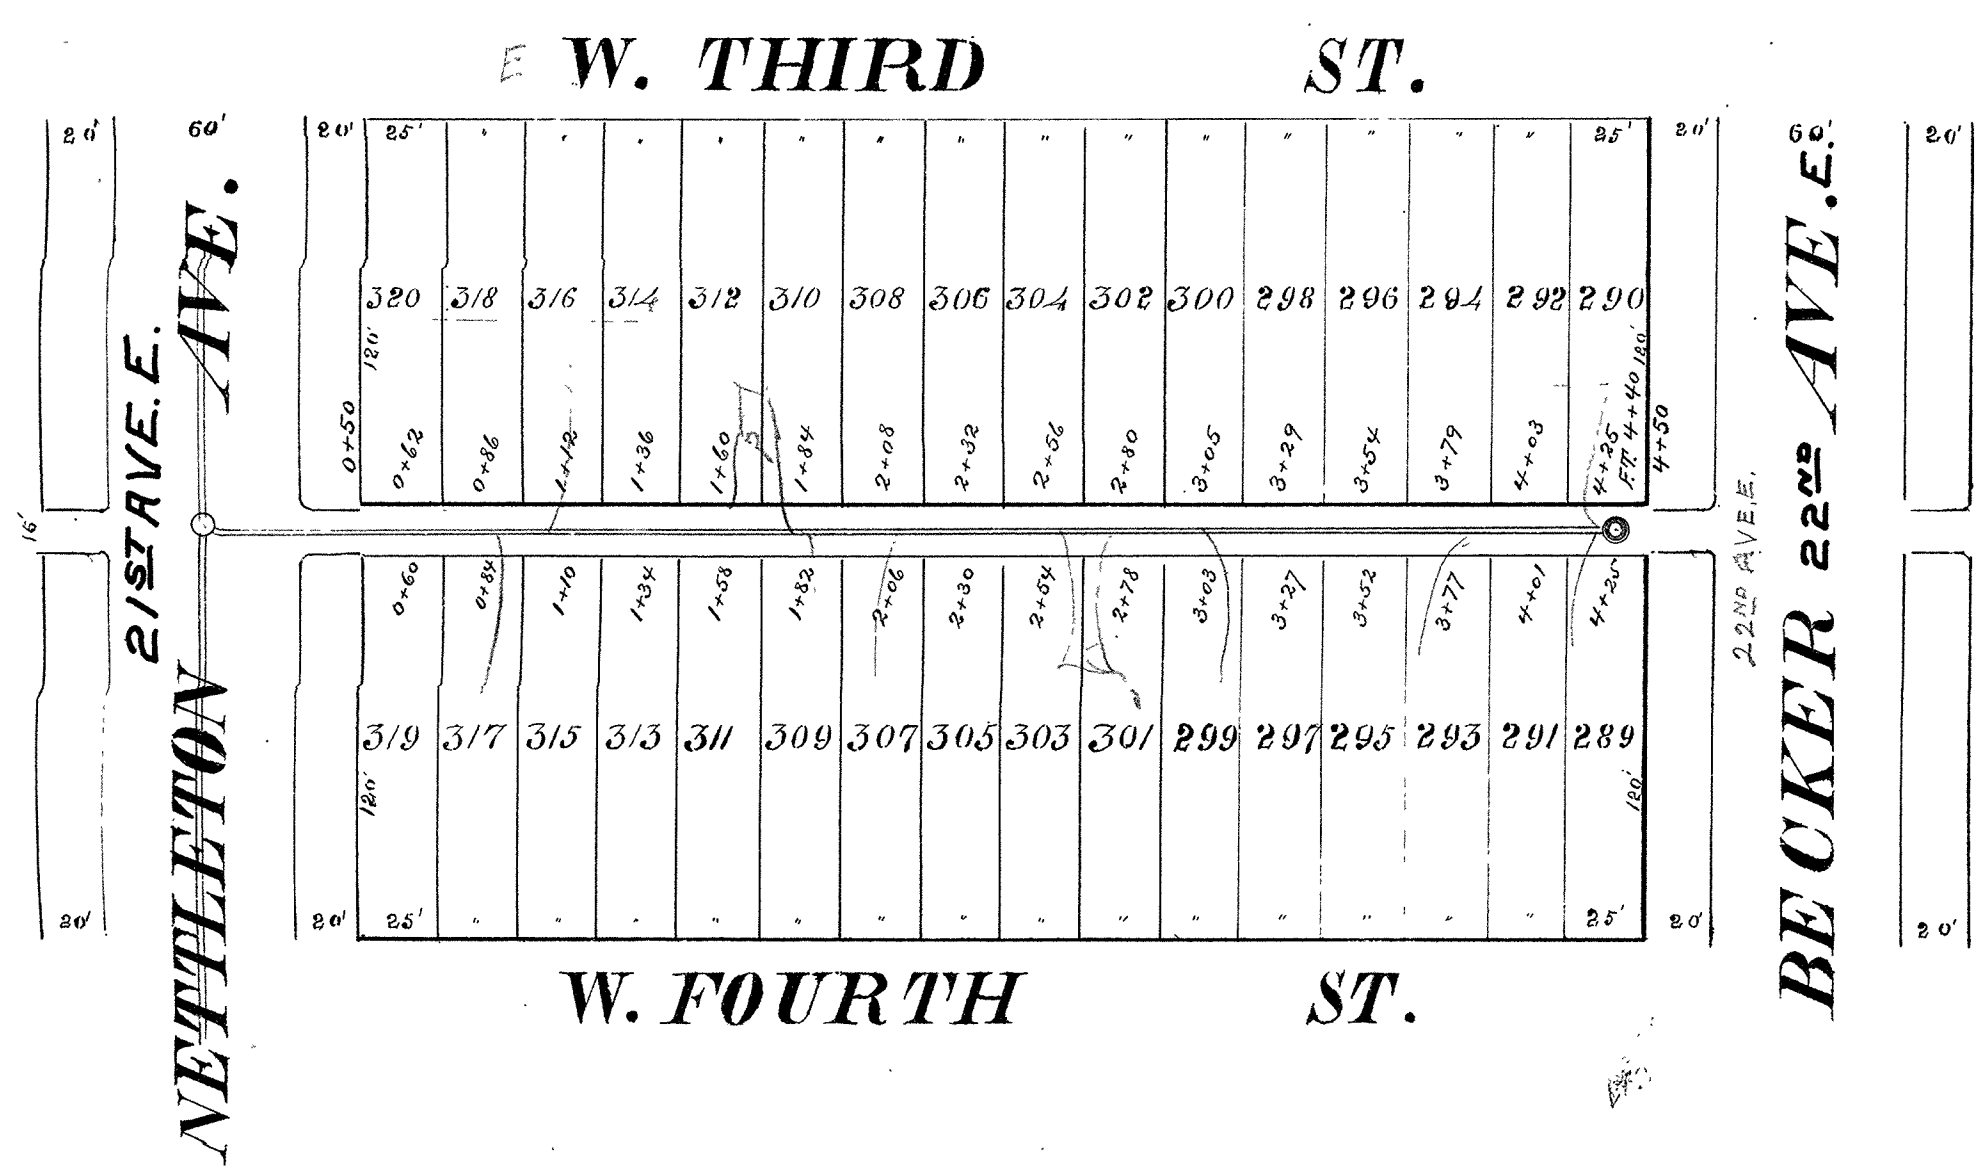 E W. THIRD ST.
20' 60' 20' 25' " " " " " " " " " " " " " " 25' 20' 60' 20'
320 318 316 314 312 310 308 306 304 302 300 298 296 294 292 290
120' 120'
0+50 0+62 0+86 1+12 1+36 1+60 1+84 2+08 2+32 2+56 2+80 3+05 3+29 3+54 3+79 4+03 4+25 F.T. 4+40 4+50
16'
0+60 0+84 1+10 1+34 1+58 1+82 2+06 2+30 2+54 2+78 3+03 3+27 3+52 3+77 4+01 4+25
319 317 315 313 311 309 307 305 303 301 299 297 295 293 291 289
120' 120'
20' 20' 25' " " " " " " " " " " " " " " 25' 20' 20'
W. FOURTH ST.
21ST AVE. E.
NETTLETON AVE.
22ND AVE. E.
BECKER 22ND AVE. E.